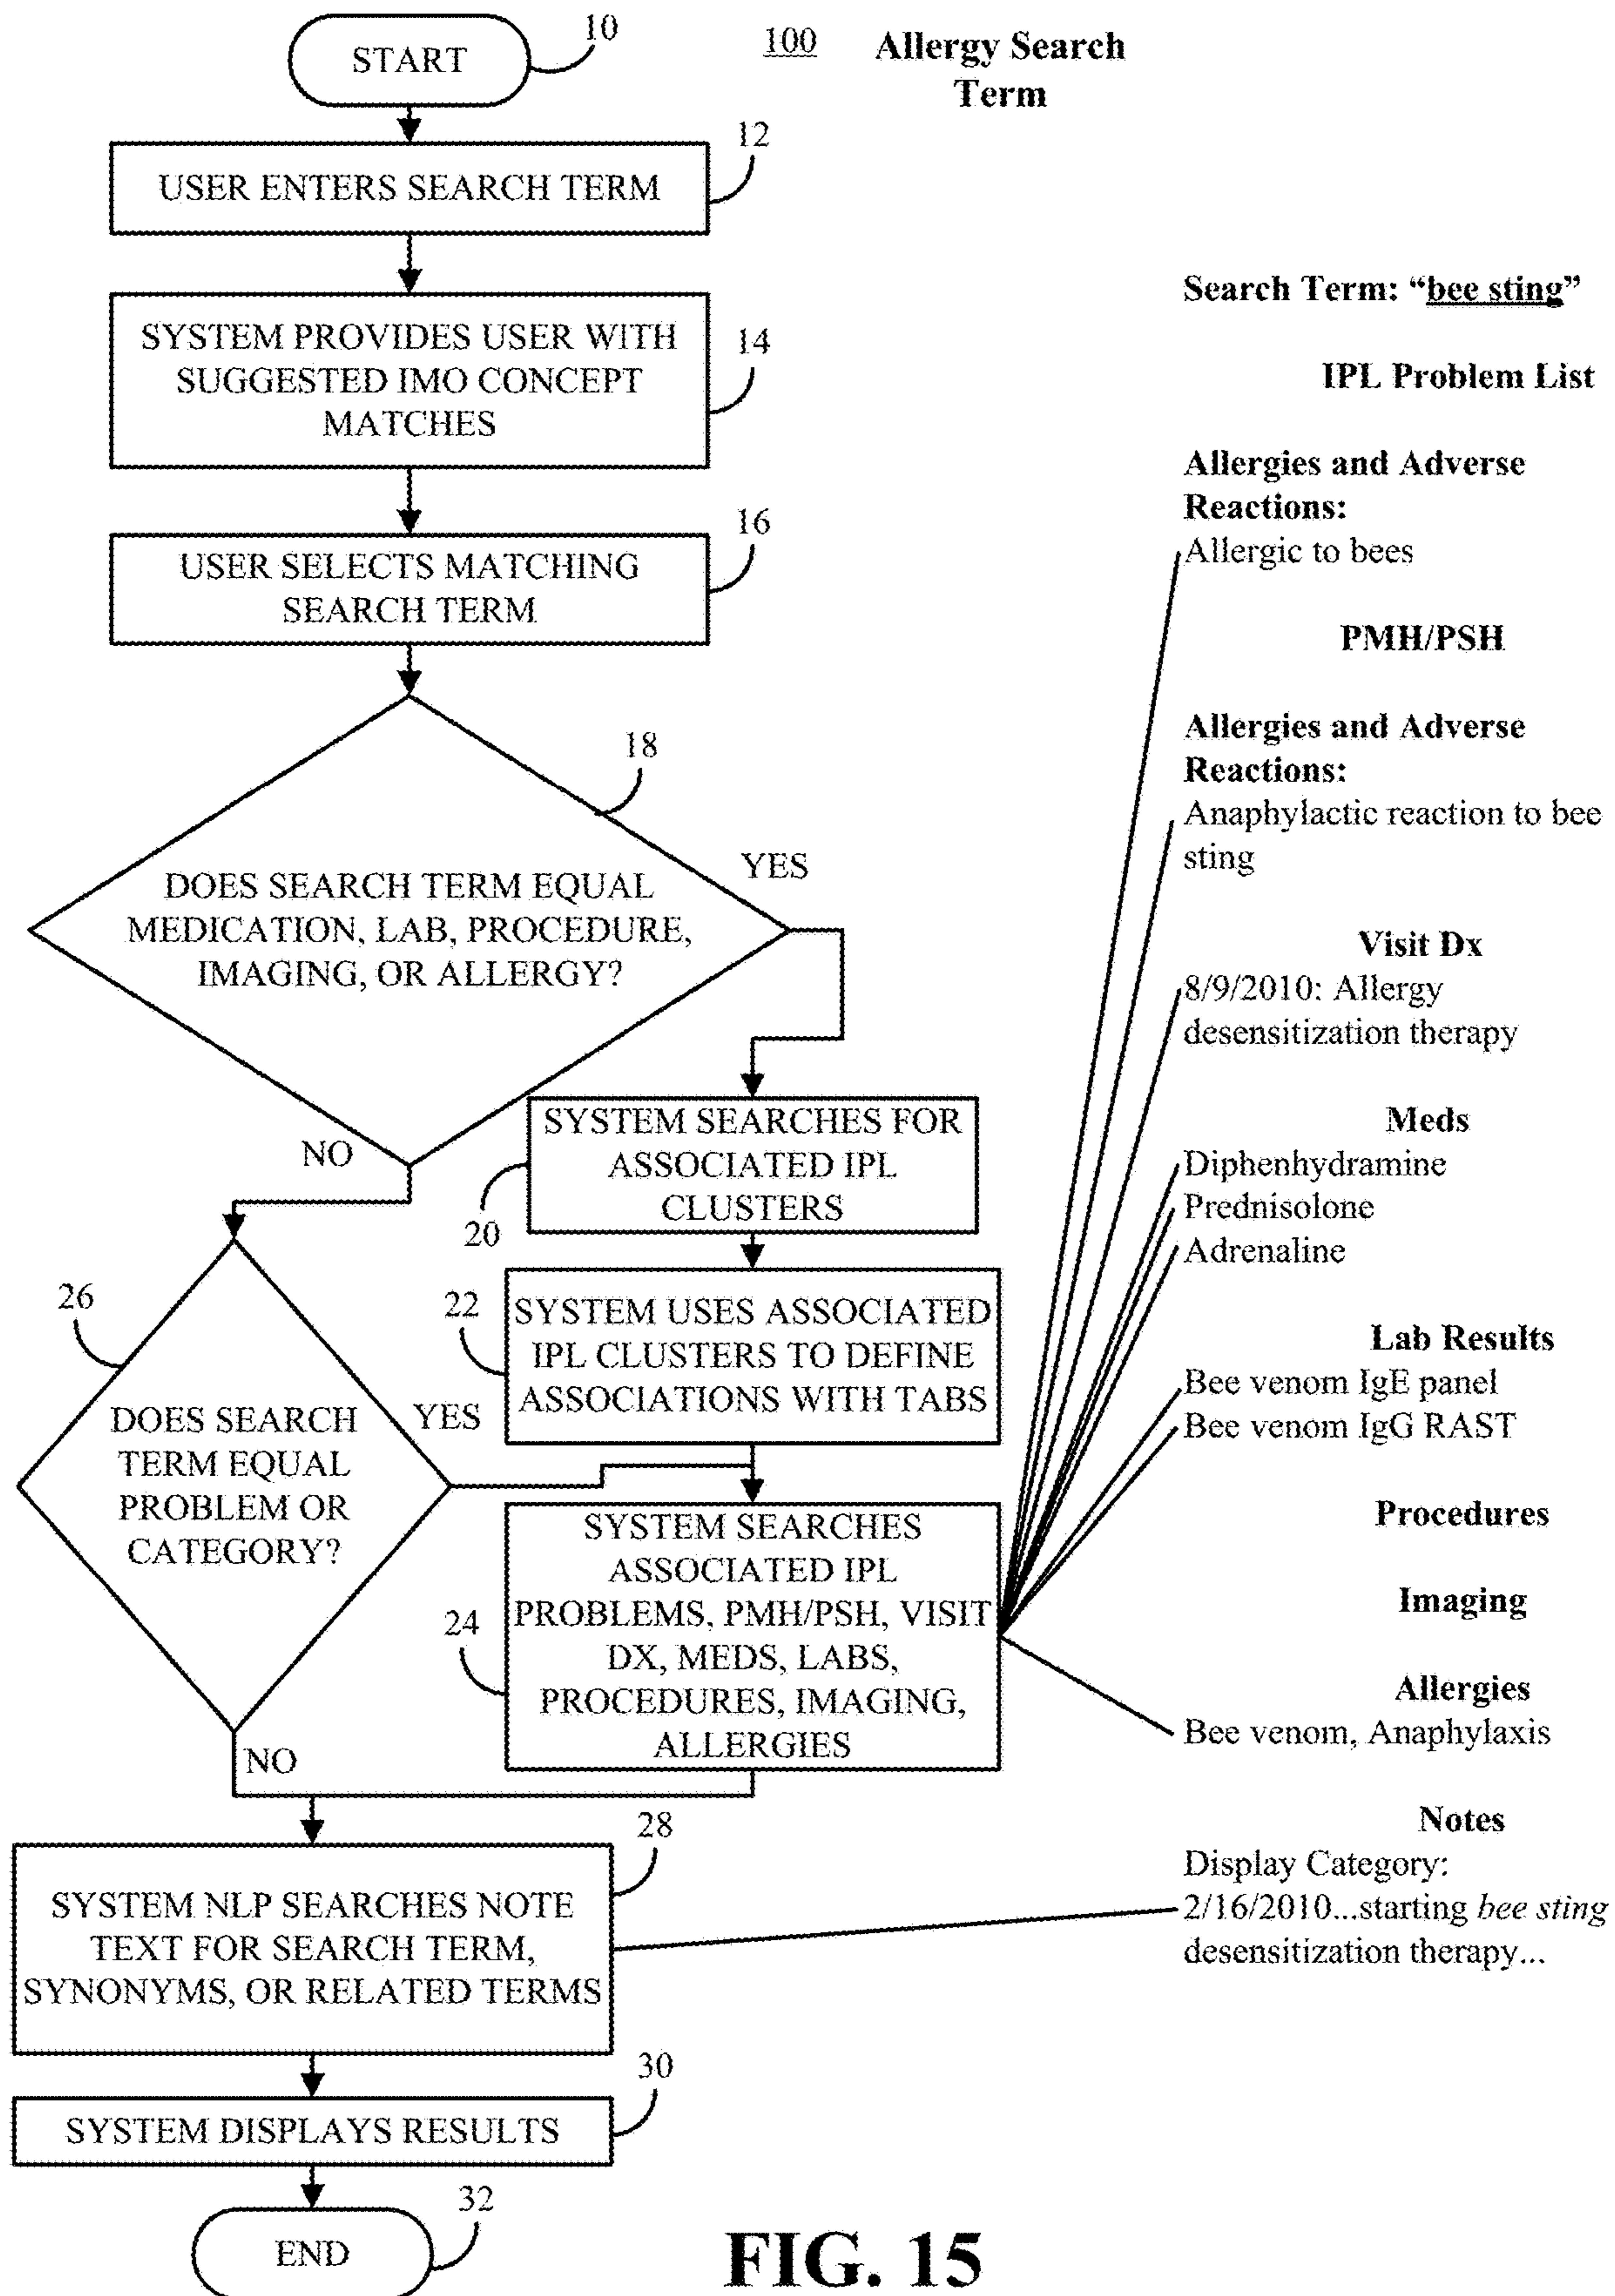 START
10
100
Allergy Search
Term
12
USER ENTERS SEARCH TERM
14
SYSTEM PROVIDES USER WITH
SUGGESTED IMO CONCEPT
MATCHES
16
USER SELECTS MATCHING
SEARCH TERM
18
DOES SEARCH TERM EQUAL
MEDICATION, LAB, PROCEDURE,
IMAGING, OR ALLERGY?
YES
NO
SYSTEM SEARCHES FOR
ASSOCIATED IPL
CLUSTERS
20
22
SYSTEM USES ASSOCIATED
IPL CLUSTERS TO DEFINE
ASSOCIATIONS WITH TABS
26
DOES SEARCH
TERM EQUAL
PROBLEM OR
CATEGORY?
YES
NO
24
SYSTEM SEARCHES
ASSOCIATED IPL
PROBLEMS, PMH/PSH, VISIT
DX, MEDS, LABS,
PROCEDURES, IMAGING,
ALLERGIES
28
SYSTEM NLP SEARCHES NOTE
TEXT FOR SEARCH TERM,
SYNONYMS, OR RELATED TERMS
30
SYSTEM DISPLAYS RESULTS
32
END
Search Term: “bee sting”
IPL Problem List
Allergies and Adverse
Reactions:
Allergic to bees
PMH/PSH
Allergies and Adverse
Reactions:
Anaphylactic reaction to bee
sting
Visit Dx
8/9/2010: Allergy
desensitization therapy
Meds
Diphenhydramine
Prednisolone
Adrenaline
Lab Results
Bee venom IgE panel
Bee venom IgG RAST
Procedures
Imaging
Allergies
Bee venom, Anaphylaxis
Notes
Display Category:
2/16/2010...starting bee sting
desensitization therapy...
FIG. 15